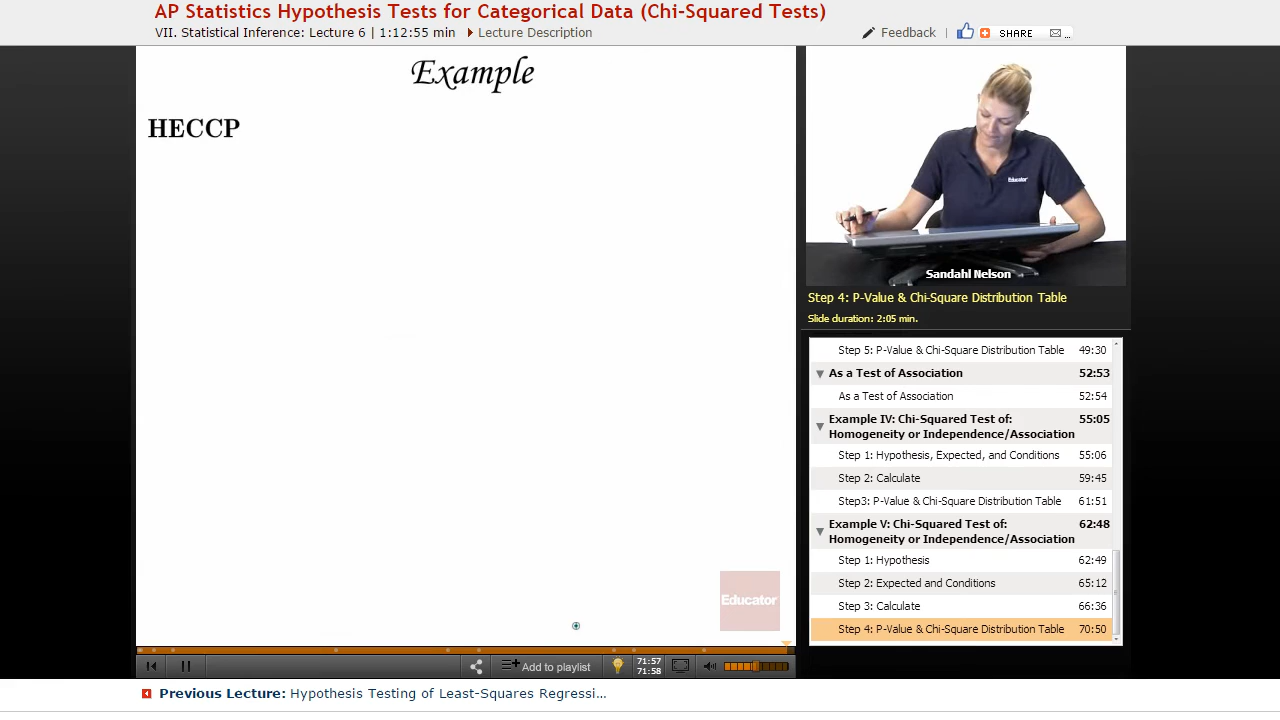 AP Statistics Hypothesis Tests for Categorical Data (Chi-Squared Tests)
VII. Statistical Inference: Lecture 6 | 1:12:55 min Lecture Description
Feedback | SHARE ...
Example
HECCP
Educator
Educator
Sandahl Nelson
Step 4: P-Value & Chi-Square Distribution Table
Slide duration: 2:05 min.
Step 5: P-Value & Chi-Square Distribution Table 49:30
As a Test of Association 52:53
As a Test of Association 52:54
Example IV: Chi-Squared Test of: 55:05
Homogeneity or Independence/Association
Step 1: Hypothesis, Expected, and Conditions 55:06
Step 2: Calculate 59:45
Step3: P-Value & Chi-Square Distribution Table 61:51
Example V: Chi-Squared Test of: 62:48
Homogeneity or Independence/Association
Step 1: Hypothesis 62:49
Step 2: Expected and Conditions 65:12
Step 3: Calculate 66:36
Step 4: P-Value & Chi-Square Distribution Table 70:50
Add to playlist 71:57
71:58
Previous Lecture: Hypothesis Testing of Least-Squares Regressi...